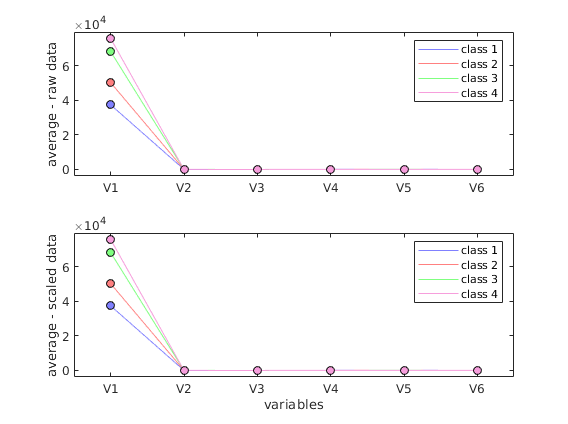 ×10^4
average - raw data
6
4
2
0
V1 V2 V3 V4 V5 V6
class 1
class 2
class 3
class 4
×10^4
average - scaled data
6
4
2
0
V1 V2 V3 V4 V5 V6
variables
class 1
class 2
class 3
class 4